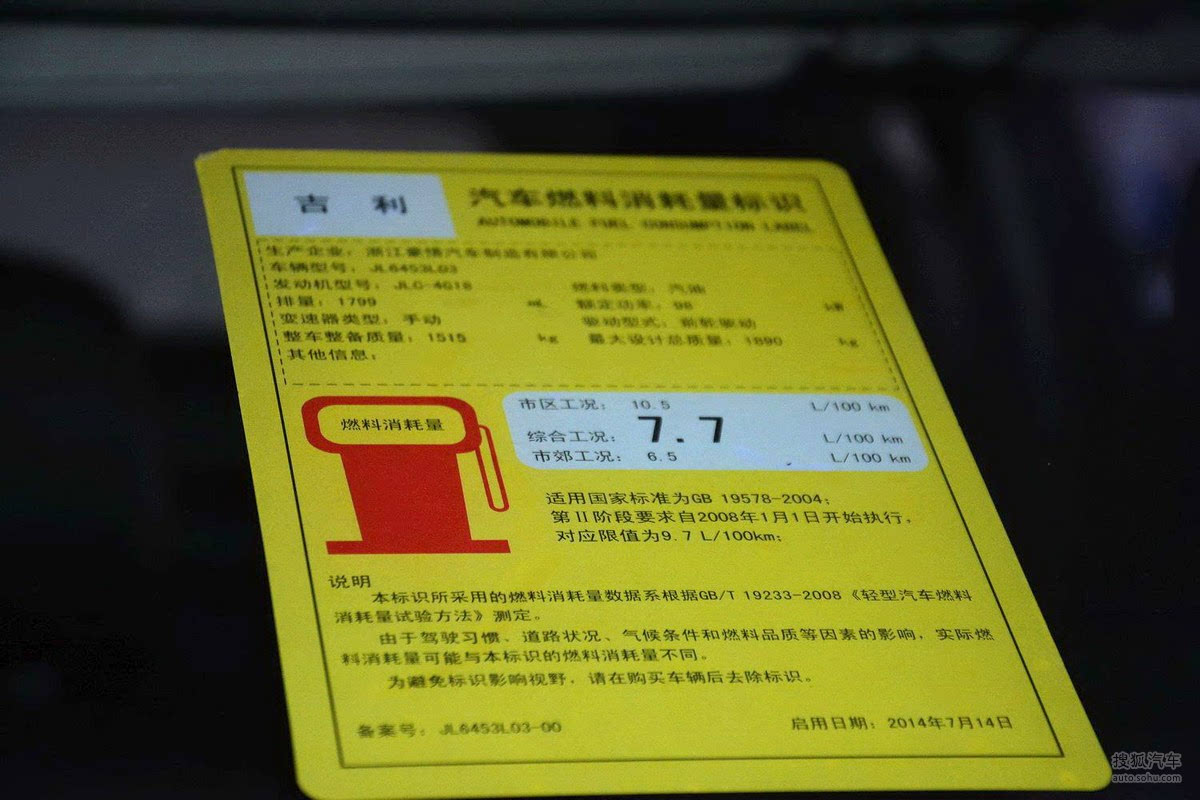 吉 利
汽车燃料消耗量标识
AUTOMOBILE FUEL CONSUMPTION LABEL
生产企业：浙江豪情汽车制造有限公司
车辆型号：JL6453L03
发动机型号：JLC-4G18 燃料类型：汽油
排量：1799 mL 额定功率：98 kW
变速器类型：手动 驱动型式：前轮驱动
整车整备质量：1515 kg 最大设计总质量：1890 kg
其他信息：
燃料消耗量
市区工况： 10.5 L/100 km
综合工况： 7.7 L/100 km
市郊工况： 6.5 L/100 km
适用国家标准为GB 19578-2004；
第Ⅱ阶段要求自2008年1月1日开始执行，
对应限值为9.7 L/100km；
说明
本标识所采用的燃料消耗量数据系根据GB/T 19233-2008《轻型汽车燃料
消耗量试验方法》测定。
由于驾驶习惯、道路状况、气候条件和燃料品质等因素的影响，实际燃
料消耗量可能与本标识的燃料消耗量不同。
为避免标识影响视野，请在购买车辆后去除标识。
备案号：JL6453L03-00 启用日期：2014年7月14日
搜狐汽车
auto.sohu.com